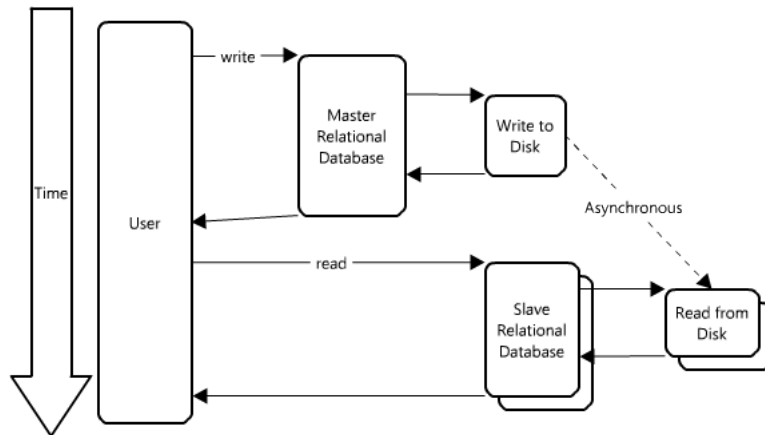 write
Master
Relational
Database
Write to
Disk
Time
User
Asynchronous
read
Slave
Relational
Database
Read from
Disk